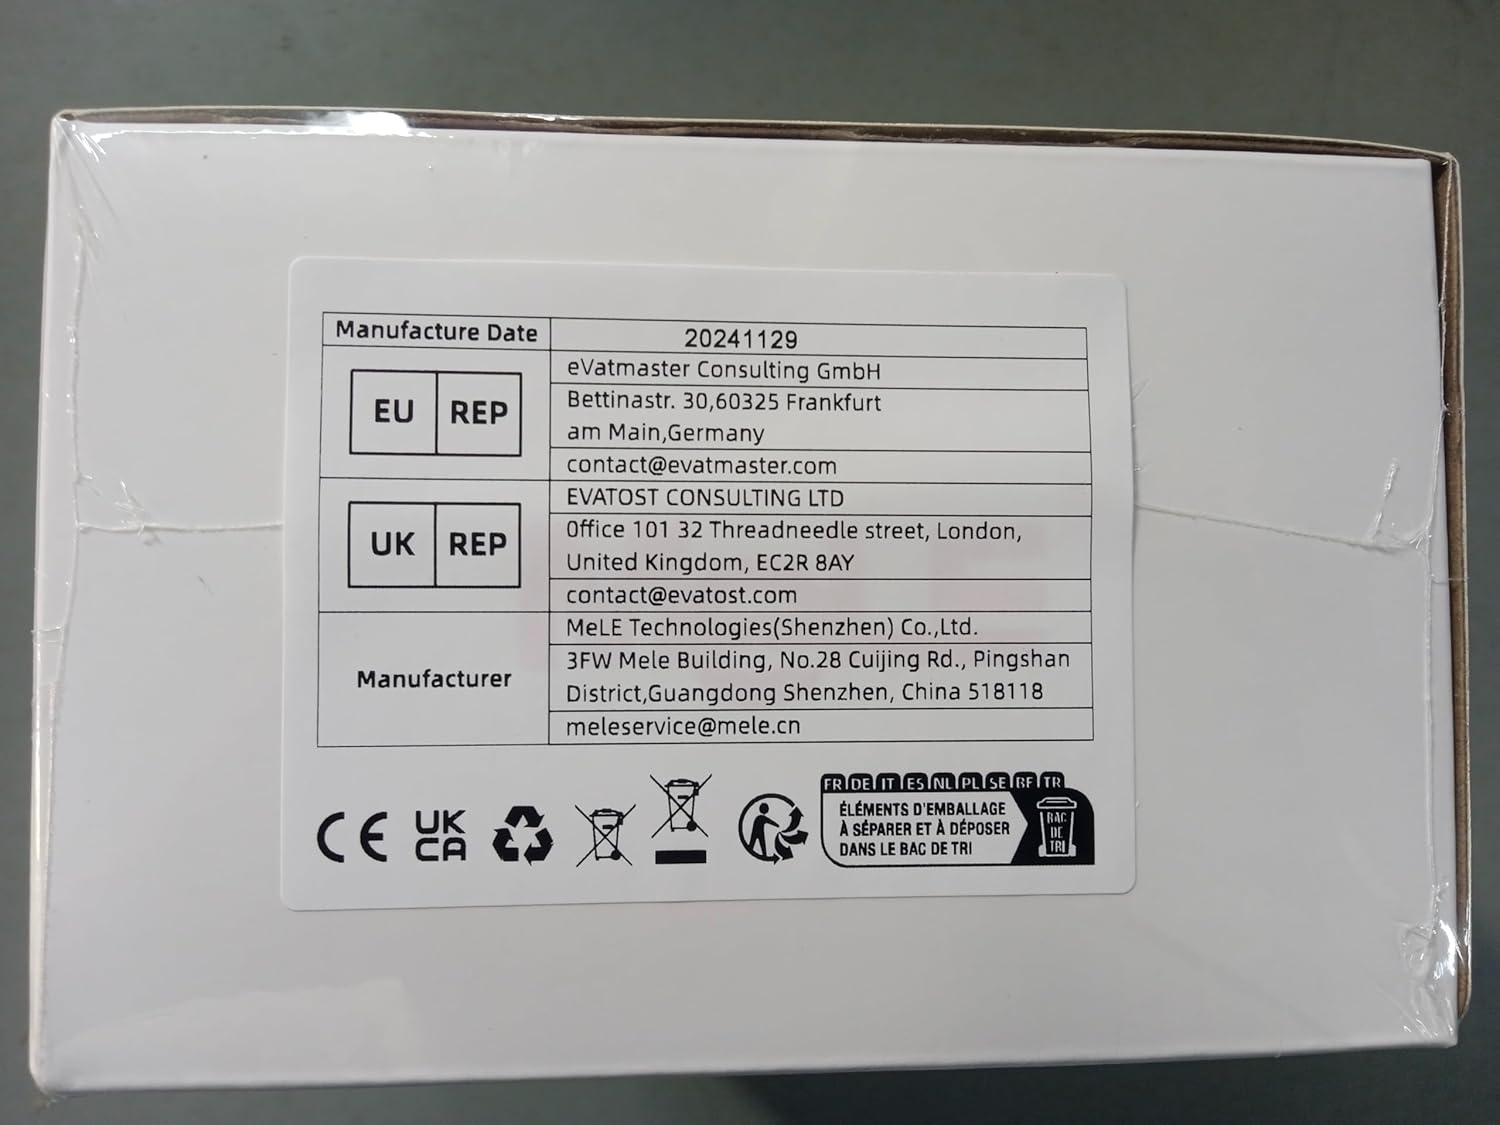 Manufacture Date 20241129
EU REP
eVatmaster Consulting GmbH
Bettinastr. 30,60325 Frankfurt
am Main,Germany
contact@evatmaster.com
UK REP
EVATOST CONSULTING LTD
Office 101 32 Threadneedle street, London,
United Kingdom, EC2R 8AY
contact@evatost.com
Manufacturer
MeLE Technologies(Shenzhen) Co.,Ltd.
3FW Mele Building, No.28 Cuijing Rd., Pingshan
District,Guangdong Shenzhen, China 518118
meleservice@mele.cn
CE
UK
CA
FR DE IT ES NL PL SE BF TR
ÉLÉMENTS D'EMBALLAGE
À SÉPARER ET À DÉPOSER
DANS LE BAC DE TRI
BAC
DE
TRI